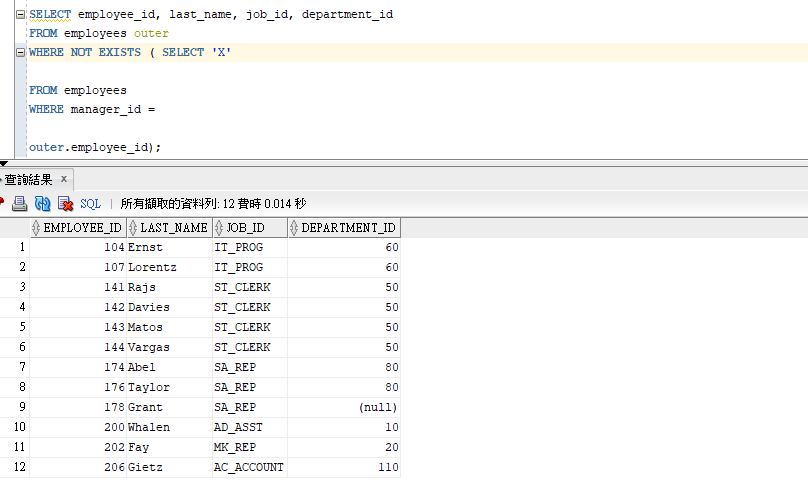 SELECT employee_id, last_name, job_id, department_id
FROM employees outer
WHERE NOT EXISTS ( SELECT 'X'
FROM employees
WHERE manager_id =
outer.employee_id);
查詢結果 x
SQL | 所有擷取的資料列: 12 費時 0.014 秒
EMPLOYEE_ID LAST_NAME JOB_ID DEPARTMENT_ID
1 104 Ernst IT_PROG 60
2 107 Lorentz IT_PROG 60
3 141 Rajs ST_CLERK 50
4 142 Davies ST_CLERK 50
5 143 Matos ST_CLERK 50
6 144 Vargas ST_CLERK 50
7 174 Abel SA_REP 80
8 176 Taylor SA_REP 80
9 178 Grant SA_REP (null)
10 200 Whalen AD_ASST 10
11 202 Fay MK_REP 20
12 206 Gietz AC_ACCOUNT 110